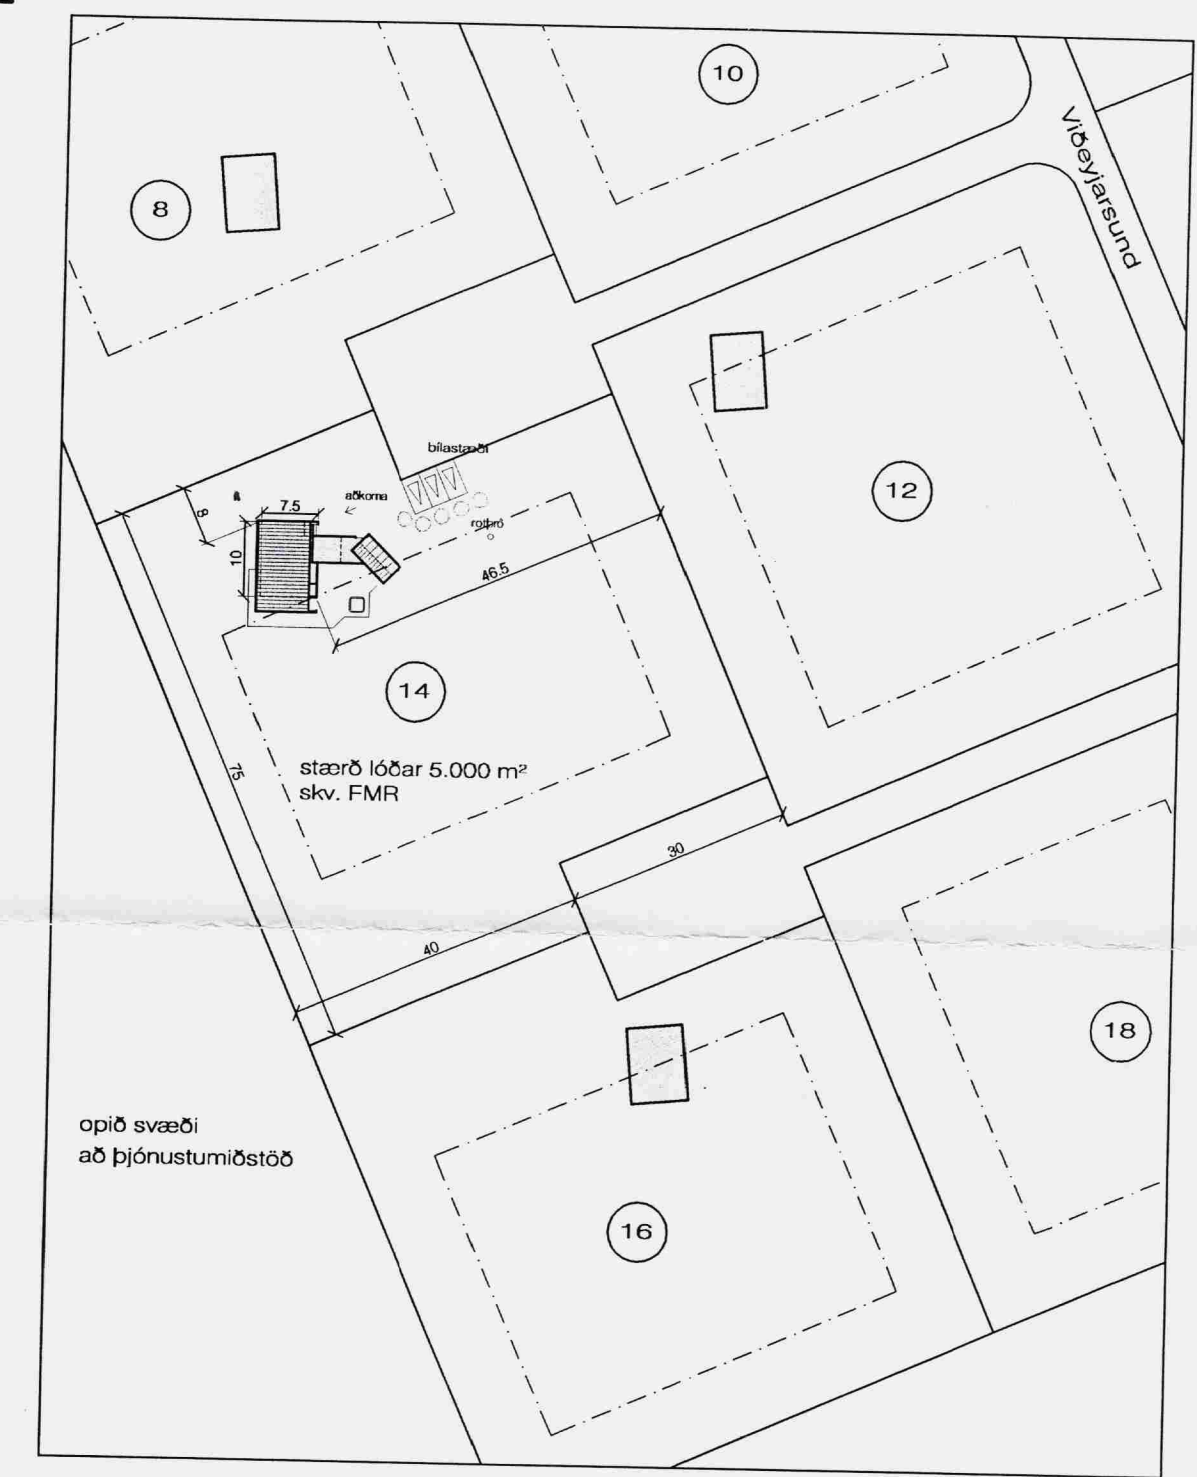 10
Viðeyjarsund
8
12
bílastæði
aðkoma
rotþró
7.5
8
10
46.5
14
stærð lóðar 5.000 m²
skv. FMR
75
30
40
18
opið svæði
að þjónustumiðstöð
16